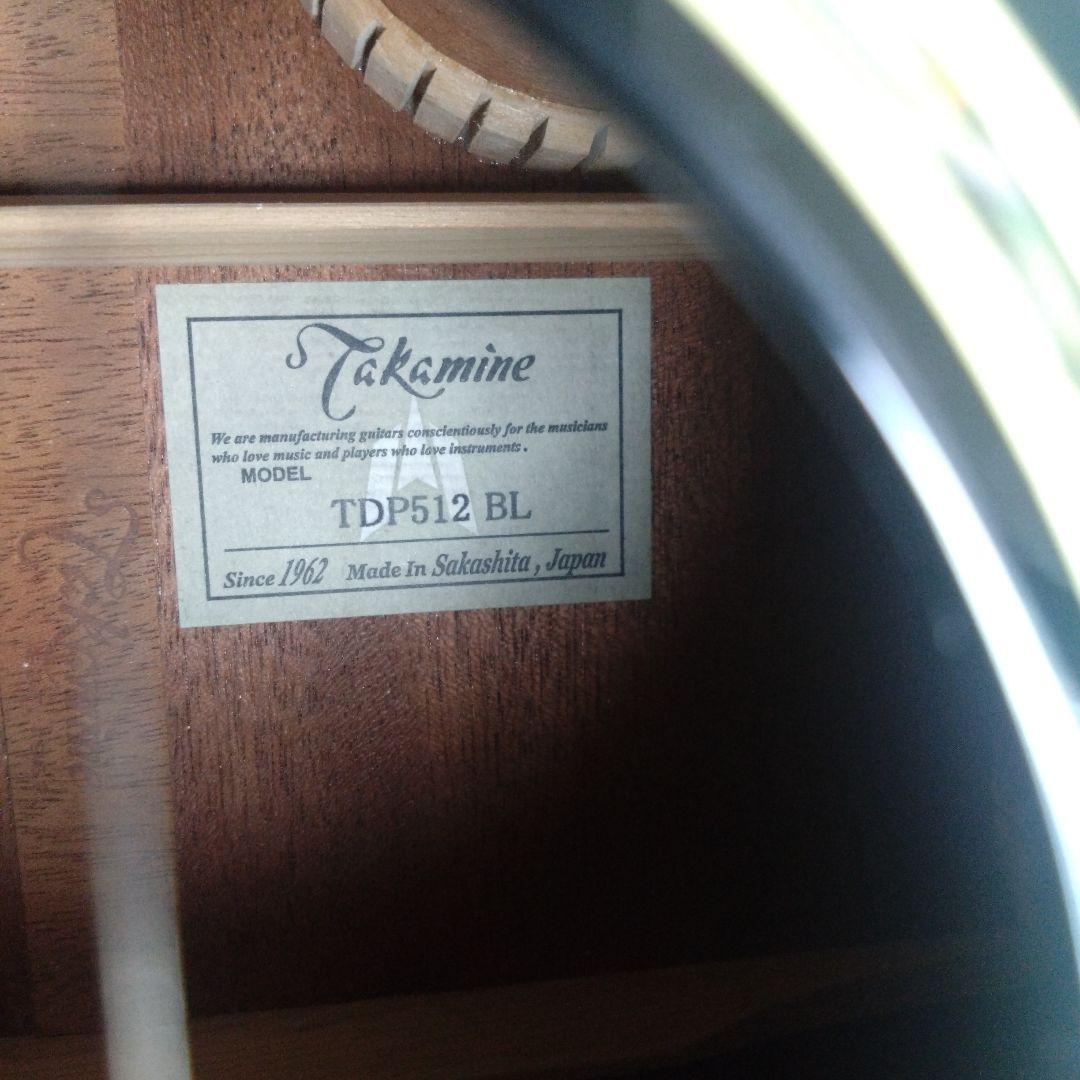 Takamine
We are manufacturing guitars conscientiously for the musicians
who love music and players who love instruments .
MODEL
TDP512 BL
Since 1962 Made In Sakashita , Japan